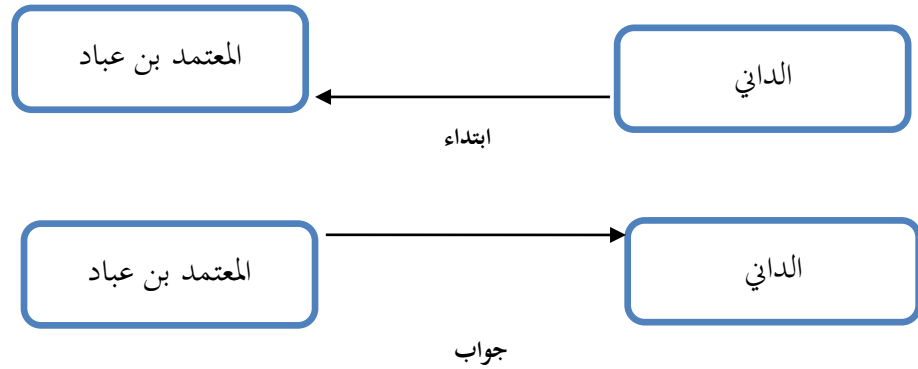 الداني
المعتمد بن عباد
ابتداء
المعتمد بن عباد
الداني
جواب